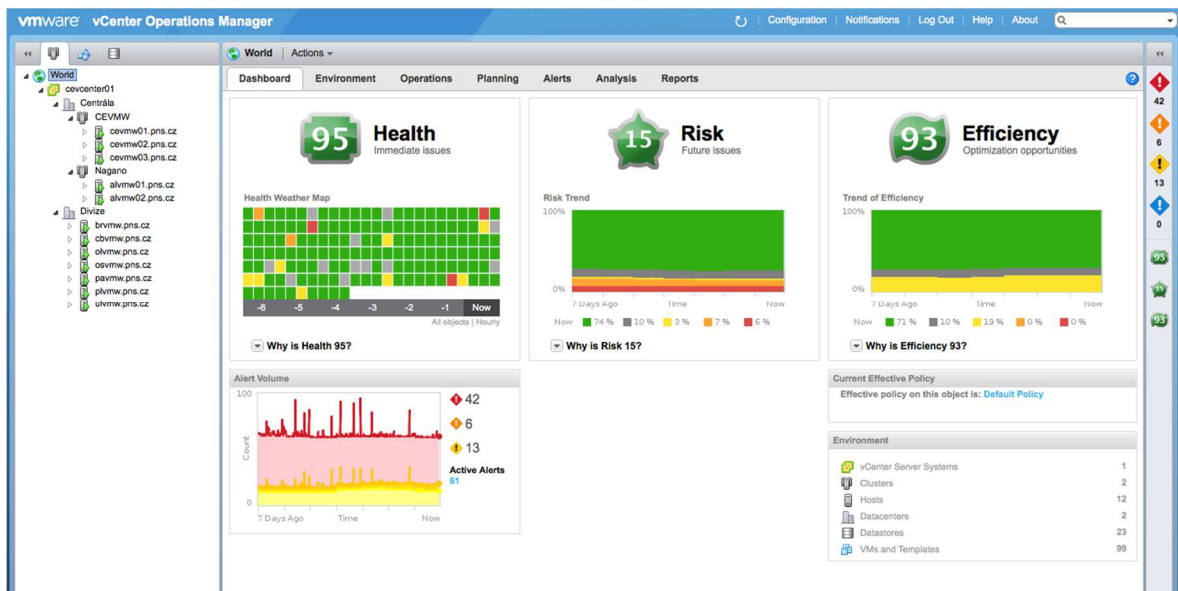 vmware vCenter Operations Manager
Configuration | Notifications | Log Out | Help | About
World
cevcenter01
Centrála
CEVMW
cevmw01.pns.cz
cevmw02.pns.cz
cevmw03.pns.cz
Nagano
alvmw01.pns.cz
alvmw02.pns.cz
Divize
brvmw.pns.cz
cbvmw.pns.cz
olvmw.pns.cz
osvmw.pns.cz
pavmw.pns.cz
plvmw.pns.cz
ulvmw.pns.cz
World | Actions
Dashboard Environment Operations Planning Alerts Analysis Reports
95 Health
Immediate issues
Health Weather Map
-6 -5 -4 -3 -2 -1 Now
All objects | Hourly
Why is Health 95?
15 Risk
Future issues
Risk Trend
100%
0%
7 Days Ago Time Now
Now 74 % 10 % 3 % 7 % 6 %
Why is Risk 15?
93 Efficiency
Optimization opportunities
Trend of Efficiency
100%
0%
7 Days Ago Time Now
Now 71 % 10 % 19 % 0 % 0 %
Why is Efficiency 93?
Alert Volume
100
Count
0
7 Days Ago Time Now
42
6
13
Active Alerts
61
Current Effective Policy
Effective policy on this object is: Default Policy
Environment
vCenter Server Systems 1
Clusters 2
Hosts 12
Datacenters 2
Datastores 23
VMs and Templates 99
42
6
13
0
95
15
93